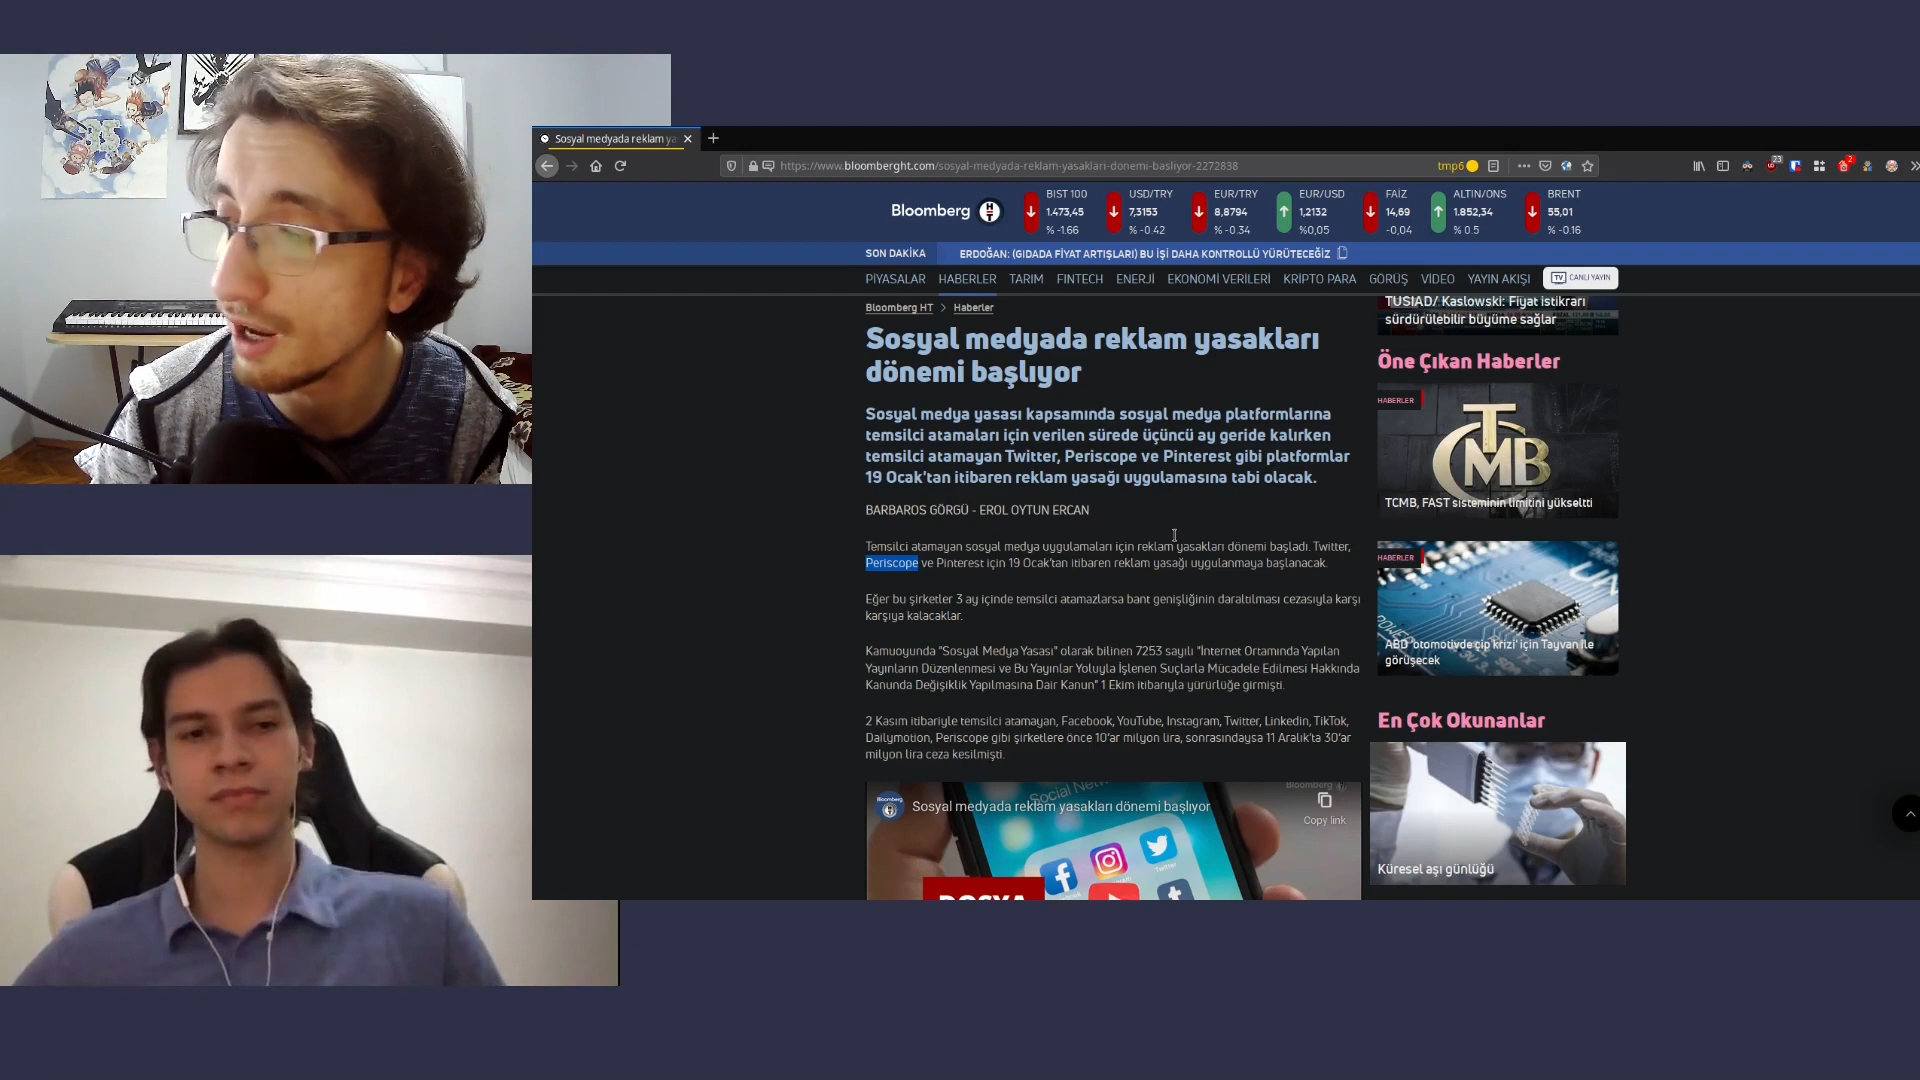 Sosyal medyada reklam ya
https://www.bloomberght.com/sosyal-medyada-reklam-yasaklari-donemi-basliyor-2272838
tmp6
23
2
Bloomberg HT
BIST 100
1.473,45
% -1.66
USD/TRY
7,3153
% -0.42
EUR/TRY
8,8794
% -0.34
EUR/USD
1,2132
%0,05
FAİZ
14,69
-0,04
ALTIN/ONS
1.852,34
% 0.5
BRENT
55,01
% -0.16
SON DAKİKA
ERDOĞAN: (GIDADA FİYAT ARTIŞLARI) BU İŞİ DAHA KONTROLLÜ YÜRÜTECEĞİZ
PİYASALAR HABERLER TARIM FINTECH ENERJİ EKONOMİ VERİLERİ KRİPTO PARA GÖRÜŞ VİDEO YAYIN AKIŞI TV CANLI YAYIN
Bloomberg HT > Haberler
Sosyal medyada reklam yasakları
dönemi başlıyor
Sosyal medya yasası kapsamında sosyal medya platformlarına
temsilci atamaları için verilen sürede üçüncü ay geride kalırken
temsilci atamayan Twitter, Periscope ve Pinterest gibi platformlar
19 Ocak'tan itibaren reklam yasağı uygulamasına tabi olacak.
BARBAROS GÖRGÜ - EROL OYTUN ERCAN
Temsilci atamayan sosyal medya uygulamaları için reklam yasakları dönemi başladı. Twitter,
Periscope ve Pinterest için 19 Ocak'tan itibaren reklam yasağı uygulanmaya başlanacak.
Eğer bu şirketler 3 ay içinde temsilci atamazlarsa bant genişliğinin daraltılması cezasıyla karşı
karşıya kalacaklar.
Kamuoyunda "Sosyal Medya Yasası" olarak bilinen 7253 sayılı "İnternet Ortamında Yapılan
Yayınların Düzenlenmesi ve Bu Yayınlar Yoluyla İşlenen Suçlarla Mücadele Edilmesi Hakkında
Kanunda Değişiklik Yapılmasına Dair Kanun" 1 Ekim itibarıyla yürürlüğe girmişti.
2 Kasım itibariyle temsilci atamayan, Facebook, YouTube, Instagram, Twitter, Linkedin, TikTok,
Dailymotion, Periscope gibi şirketlere önce 10'ar milyon lira, sonrasındaysa 11 Aralık'ta 30'ar
milyon lira ceza kesilmişti.
Sosyal medyada reklam yasakları dönemi başlıyor
Copy link
Bloomberg
Social Netw
Twitter
DOSYA
TÜSİAD/ Kaslowski: Fiyat istikrarı
sürdürülebilir büyüme sağlar
Öne Çıkan Haberler
HABERLER
TCMB
TCMB, FAST sisteminin limitini yükseltti
HABERLER
ABD 'otomotivde çip krizi' için Tayvan ile
görüşecek
En Çok Okunanlar
Küresel aşı günlüğü